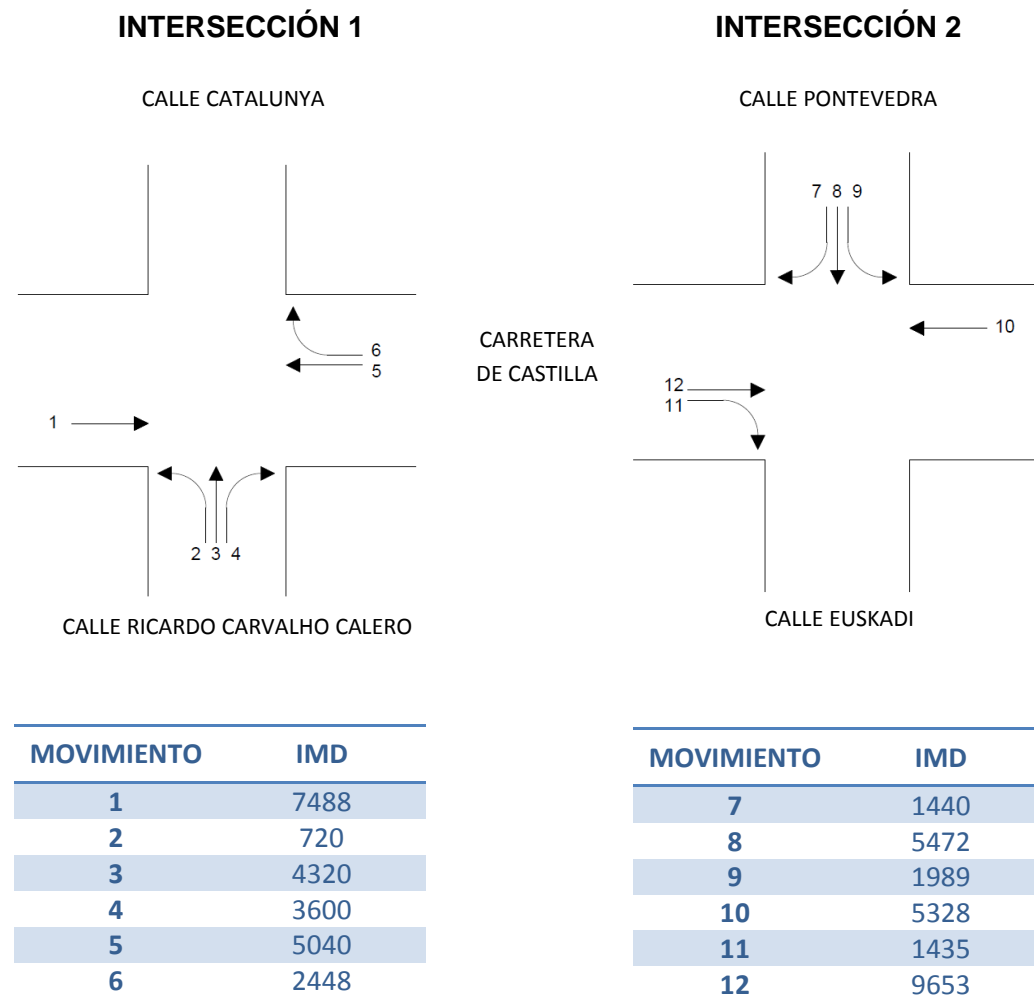 INTERSECCIÓN 1
CALLE CATALUNYA
6
5
1
2 3 4
CALLE RICARDO CARVALHO CALERO
CARRETERA
DE CASTILLA
INTERSECCIÓN 2
CALLE PONTEVEDRA
7 8 9
10
12
11
CALLE EUSKADI
MOVIMIENTO IMD
1 7488
2 720
3 4320
4 3600
5 5040
6 2448
MOVIMIENTO IMD
7 1440
8 5472
9 1989
10 5328
11 1435
12 9653